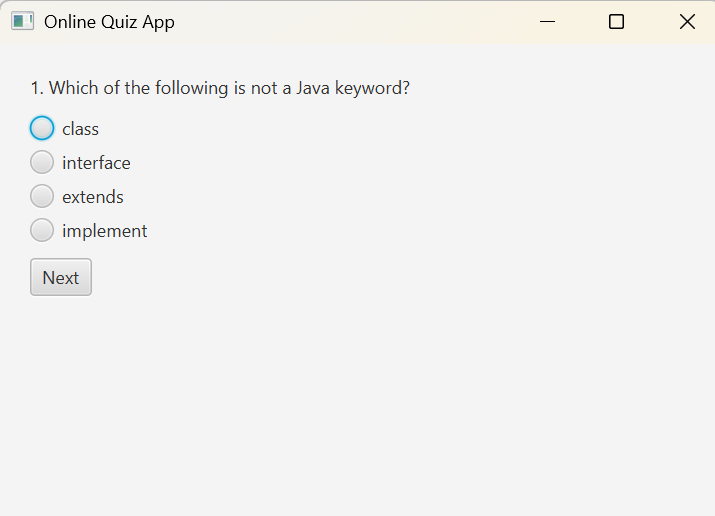 Online Quiz App
1. Which of the following is not a Java keyword?
class
interface
extends
implement
Next